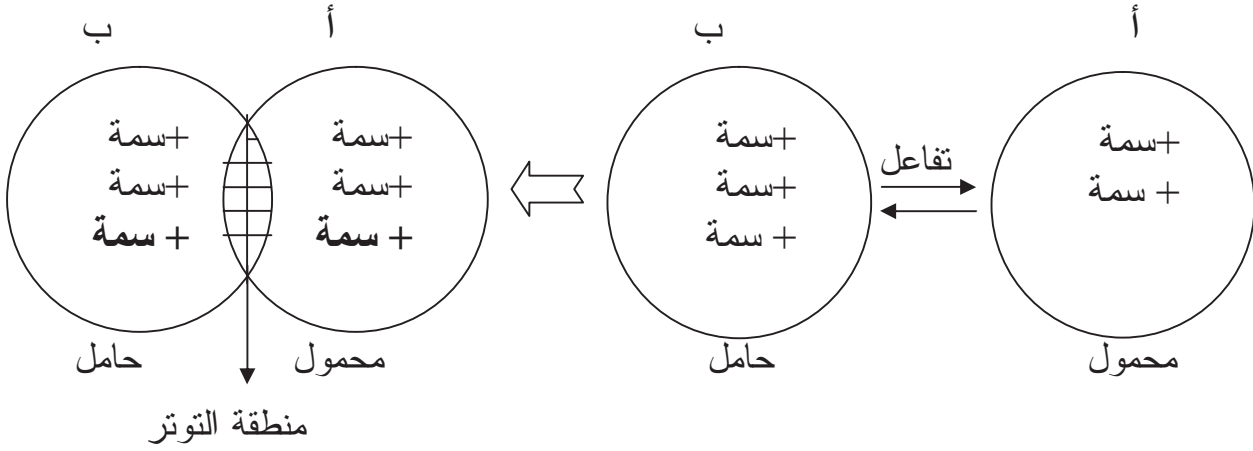 أ
ب
أ
ب
+سمة
+ سمة
تفاعل
+سمة
+سمة
+ سمة
+سمة
+سمة
+ سمة
+سمة
+سمة
+ سمة
محمول
حامل
محمول
حامل
منطقة التوتر